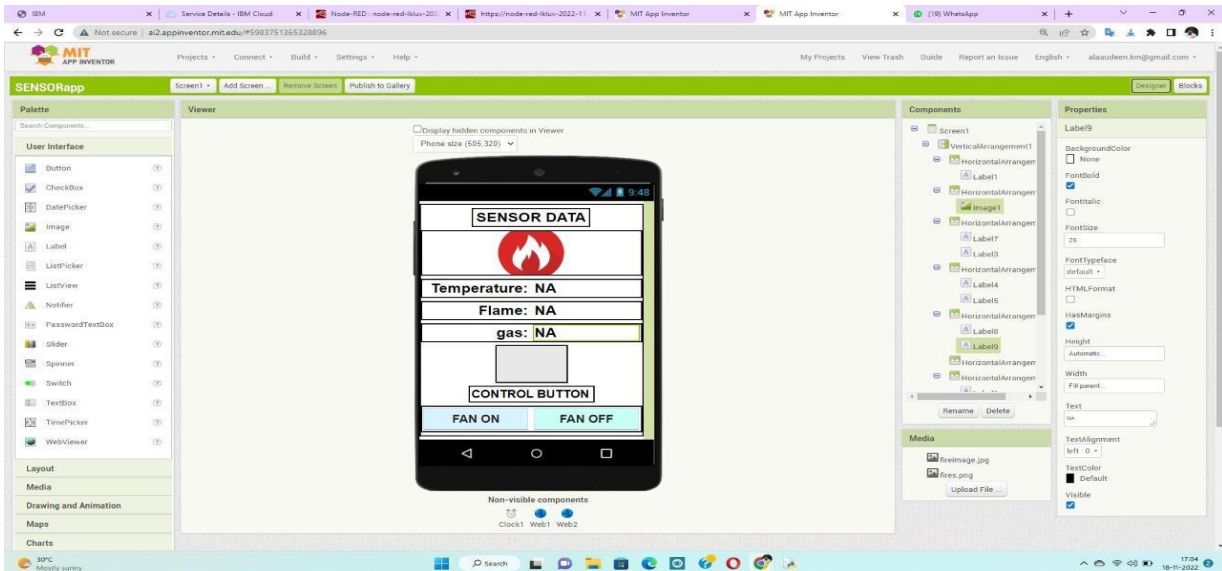 IBM
Service Details - IBM Cloud
Node-RED : node-red-lkluv-202
https://node-red-lkluv-2022-11
MIT App Inventor
MIT App Inventor
(19) WhatsApp
Not secure
ai2.appinventor.mit.edu/#5983751365328896
MIT
APP INVENTOR
Projects
Connect
Build
Settings
Help
My Projects
View Trash
Guide
Report an Issue
English
alaaudeen.km@gmail.com
SENSORapp
Screen1
Add Screen ...
Remove Screen
Publish to Gallery
Designer
Blocks
Palette
Search Components...
User Interface
Button
CheckBox
DatePicker
Image
Label
ListPicker
ListView
Notifier
PasswordTextBox
Slider
Spinner
Switch
TextBox
TimePicker
WebViewer
Layout
Media
Drawing and Animation
Maps
Charts
Viewer
Display hidden components in Viewer
Phone size (505,320)
9:48
SENSOR DATA
Temperature: NA
Flame: NA
gas: NA
CONTROL BUTTON
FAN ON
FAN OFF
Non-visible components
Clock1 Web1 Web2
Components
Screen1
VerticalArrangement1
HorizontalArrangem
Label1
HorizontalArrangem
Image1
HorizontalArrangem
Label7
Label3
HorizontalArrangem
Label4
Label5
HorizontalArrangem
Label8
Label9
HorizontalArrangem
HorizontalArrangem
Rename
Delete
Media
fireimage.jpg
fires.png
Upload File ...
Properties
Label9
BackgroundColor
None
FontBold
FontItalic
FontSize
25
FontTypeface
default
HTMLFormat
HasMargins
Height
Automatic...
Width
Fill parent...
Text
NA
TextAlignment
left : 0
TextColor
Default
Visible
30°C
Mostly sunny
Search
17:04
18-11-2022